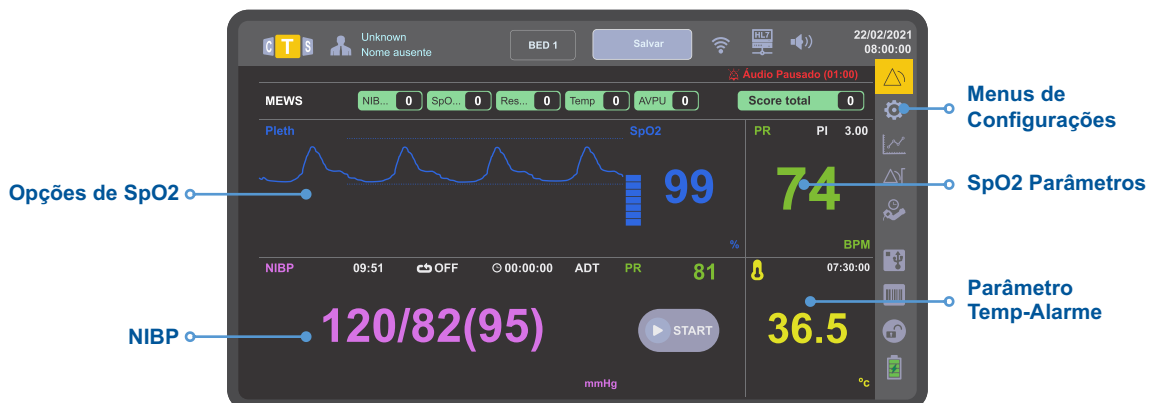 C T S
Unknown
Nome ausente
BED 1
Salvar
HL7
22/02/2021
08:00:00
Áudio Pausado (01:00)
MEWS NIB... 0 SpO... 0 Res... 0 Temp 0 AVPU 0 Score total 0
Menus de
Configurações
Pleth SpO2 PR PI 3.00
Opções de SpO2
99
74
SpO2 Parâmetros
% BPM
NIBP 09:51 OFF 00:00:00 ADT PR 81 07:30:00
Parâmetro
Temp-Alarme
NIBP
120/82(95)
START
36.5
mmHg °c